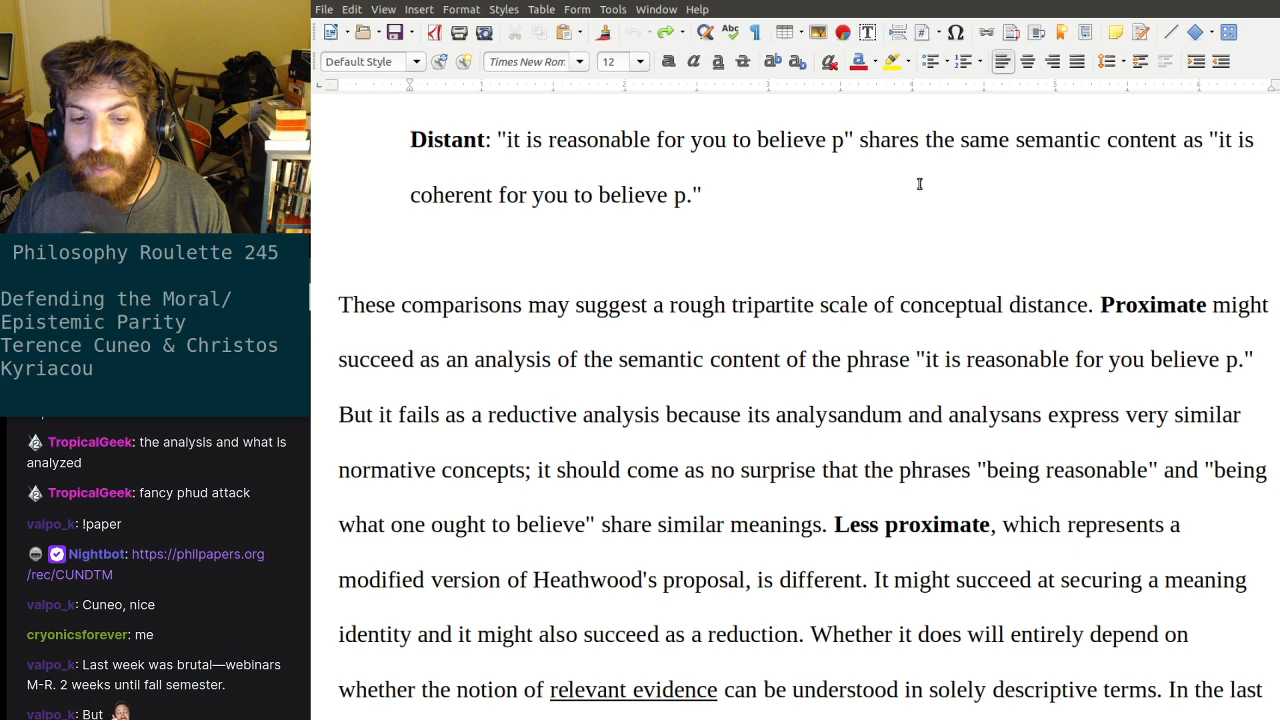 File Edit View Insert Format Styles Table Form Tools Window Help
Default Style
Times New Rom
12
1 2 3 4 5 6
Distant: "it is reasonable for you to believe p" shares the same semantic content as "it is
coherent for you to believe p."
These comparisons may suggest a rough tripartite scale of conceptual distance. Proximate might
succeed as an analysis of the semantic content of the phrase "it is reasonable for you believe p."
But it fails as a reductive analysis because its analysandum and analysans express very similar
normative concepts; it should come as no surprise that the phrases "being reasonable" and "being
what one ought to believe" share similar meanings. Less proximate, which represents a
modified version of Heathwood's proposal, is different. It might succeed at securing a meaning
identity and it might also succeed as a reduction. Whether it does will entirely depend on
whether the notion of relevant evidence can be understood in solely descriptive terms. In the last
Philosophy Roulette 245
Defending the Moral/
Epistemic Parity
Terence Cuneo & Christos
Kyriacou
TropicalGeek: the analysis and what is
analyzed
TropicalGeek: fancy phud attack
valpo_k: !paper
Nightbot: https://philpapers.org
/rec/CUNDTM
valpo_k: Cuneo, nice
cryonicsforever: me
valpo_k: Last week was brutal—webinars
M-R. 2 weeks until fall semester.
valpo_k: But